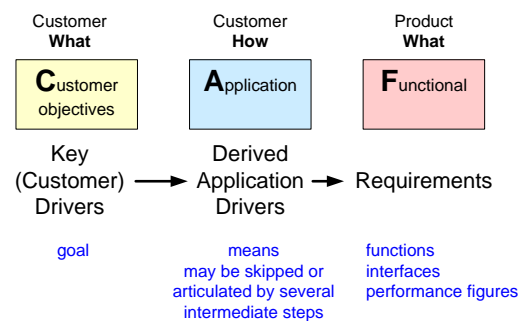 Customer
What
Customer
How
Product
What
Customer
objectives
Application
Functional
Key
(Customer)
Drivers
Derived
Application
Drivers
Requirements
goal
means
may be skipped or
articulated by several
intermediate steps
functions
interfaces
performance figures